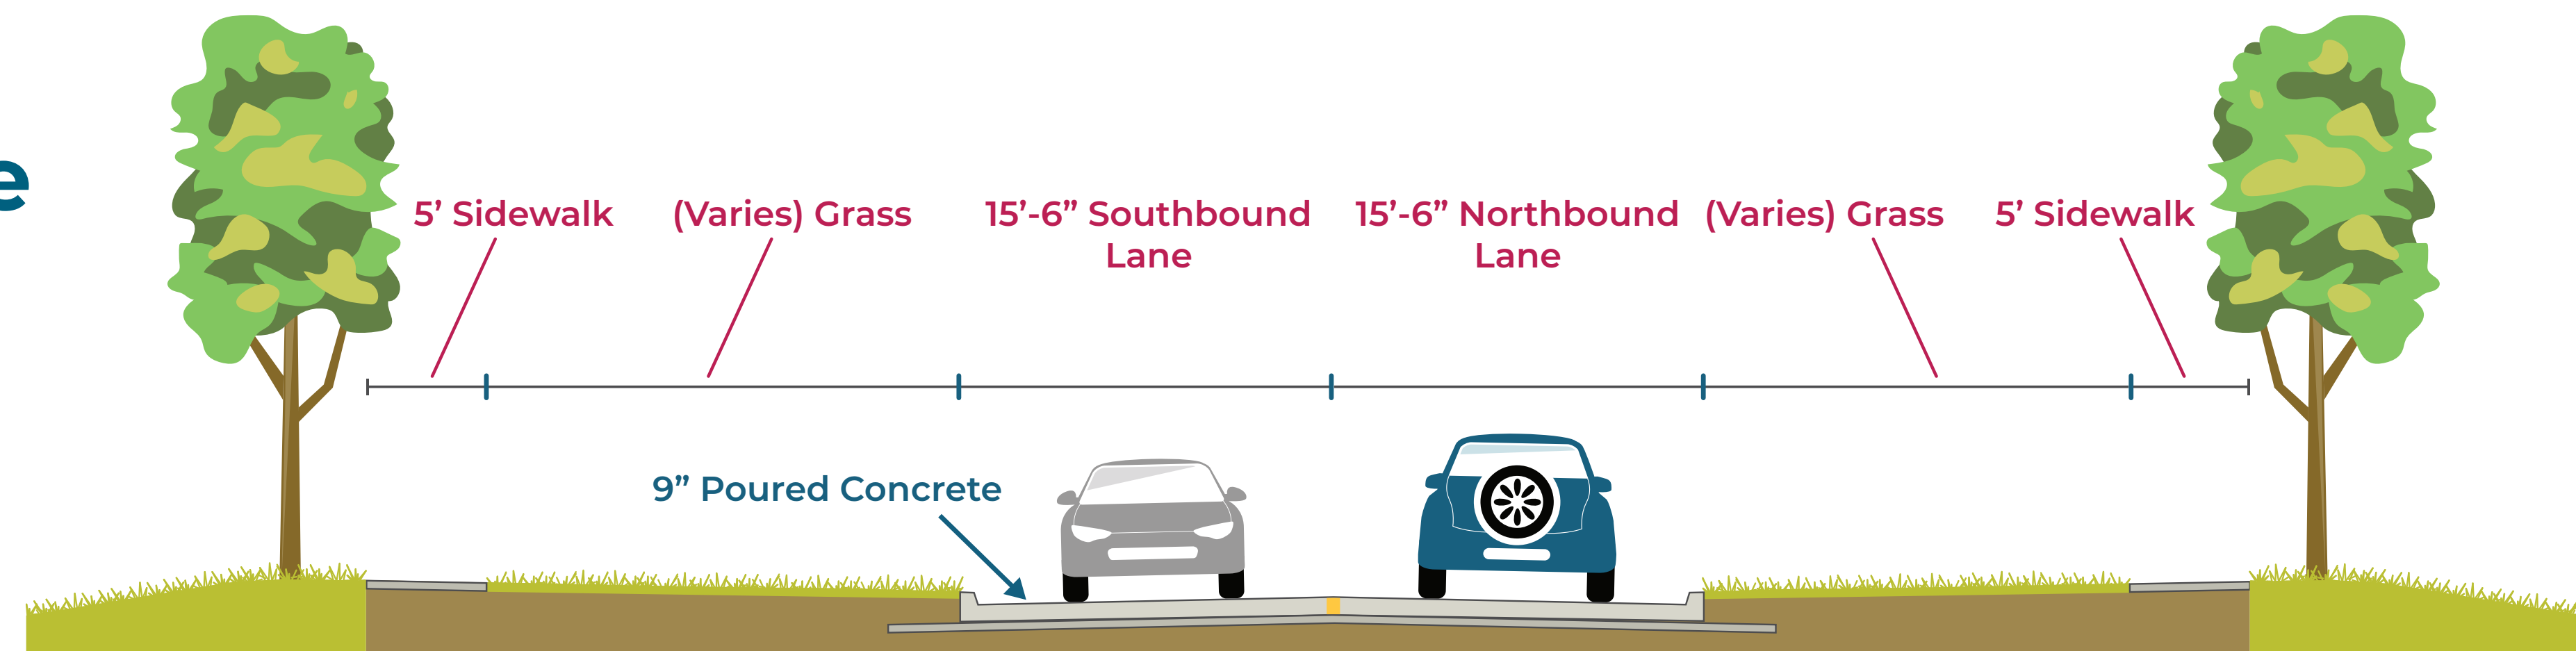 e
5’ Sidewalk
(Varies) Grass
15’-6” Southbound
Lane
15’-6” Northbound
Lane
(Varies) Grass
5’ Sidewalk
9” Poured Concrete